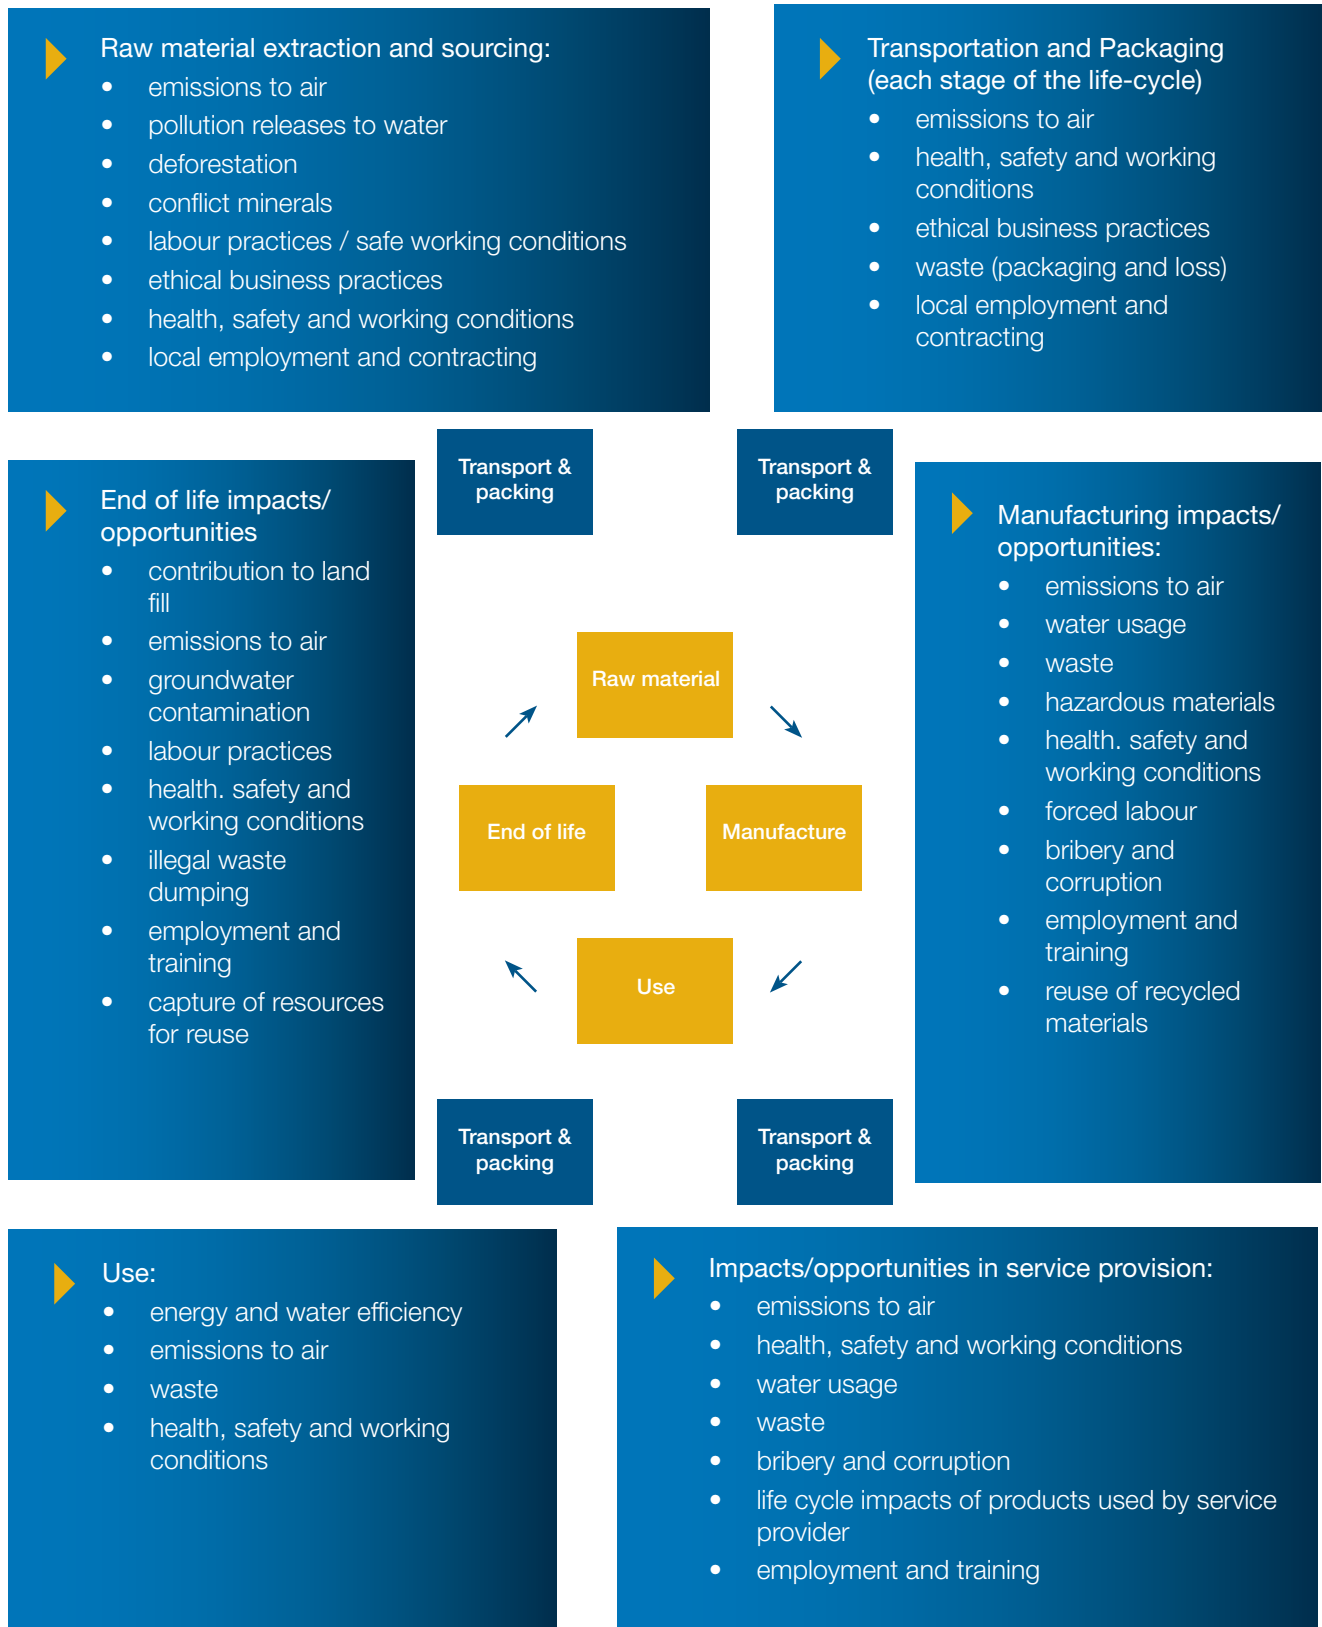 Raw material extraction and sourcing:
• emissions to air
• pollution releases to water
• deforestation
• conflict minerals
• labour practices / safe working conditions
• ethical business practices
• health, safety and working conditions
• local employment and contracting
Transportation and Packaging
(each stage of the life-cycle)
• emissions to air
• health, safety and working
conditions
• ethical business practices
• waste (packaging and loss)
• local employment and
contracting
End of life impacts/
opportunities
• contribution to land
fill
• emissions to air
• groundwater
contamination
• labour practices
• health. safety and
working conditions
• illegal waste
dumping
• employment and
training
• capture of resources
for reuse
Transport &
packing
Transport &
packing
Raw material
End of life
Manufacture
Use
Transport &
packing
Transport &
packing
Manufacturing impacts/
opportunities:
• emissions to air
• water usage
• waste
• hazardous materials
• health. safety and
working conditions
• forced labour
• bribery and
corruption
• employment and
training
• reuse of recycled
materials
Use:
• energy and water efficiency
• emissions to air
• waste
• health, safety and working
conditions
Impacts/opportunities in service provision:
• emissions to air
• health, safety and working conditions
• water usage
• waste
• bribery and corruption
• life cycle impacts of products used by service
provider
• employment and training